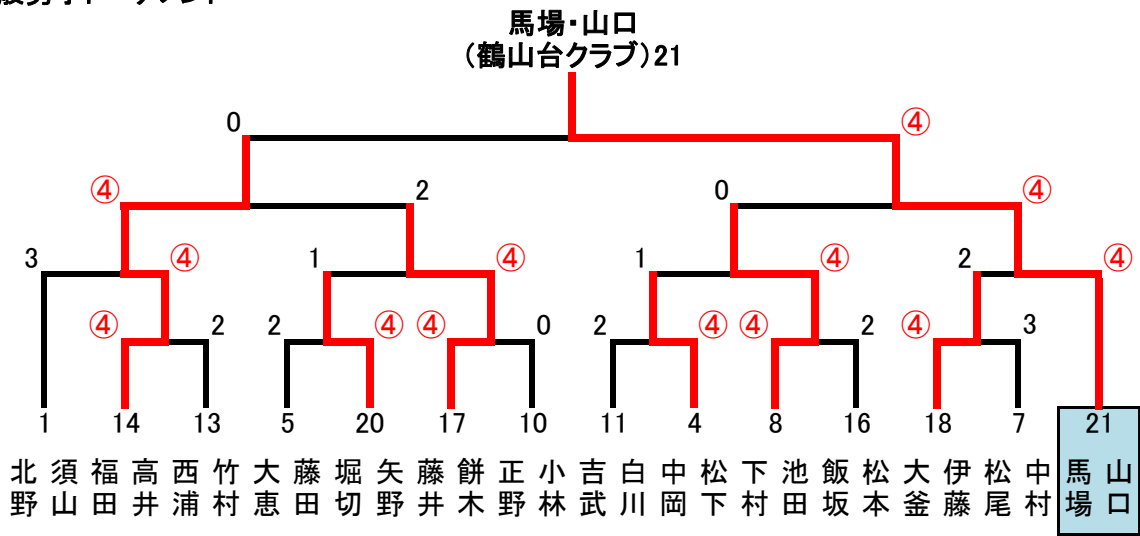 馬場・山口
（鶴山台クラブ）21
0 ④
④ 2 0 ④
3 ④ 1 ④ 1 ④ 2 ④
④ 2 2 ④ ④ 0 2 ④ ④ 2 ④ 3
1 14 13 5 20 17 10 11 4 8 16 18 7 21
北野 須山 福田 高井 西浦 竹村 大恵 藤田 堀切 矢野 藤井 餅木 正野 小林 吉武 白川 中岡 松下 下村 池田 飯坂 松本 大釜 伊藤 松尾 中村 馬場 山口